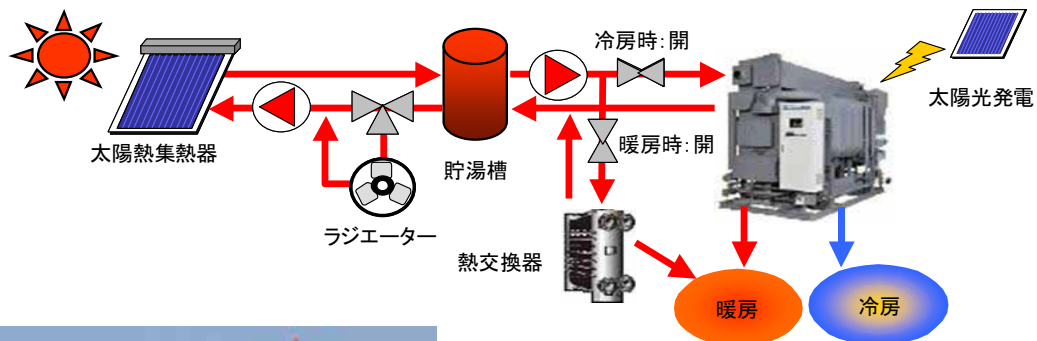 冷房時：開
太陽光発電
暖房時：開
太陽熱集熱器
貯湯槽
ラジエーター
熱交換器
暖房
冷房